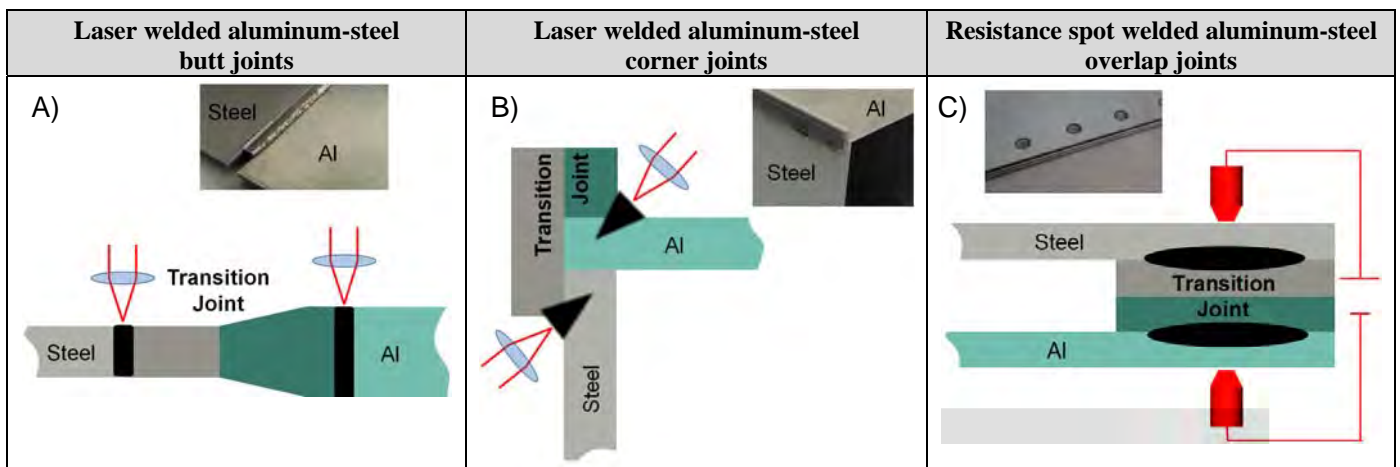 Laser welded aluminum-steel
butt joints
Laser welded aluminum-steel
corner joints
Resistance spot welded aluminum-steel
overlap joints
A)
Steel
Al
Transition
Joint
Steel
Al
B)
Transition
Joint
Al
Steel
Al
Steel
C)
Steel
Transition
Joint
Al